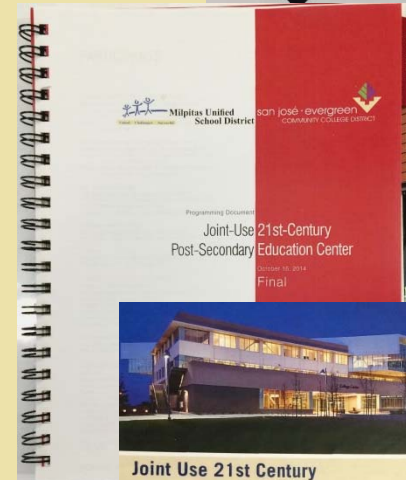 Milpitas Unified
School District
san josé · evergreen
COMMUNITY COLLEGE DISTRICT
Programming Document
Joint-Use 21st-Century
Post-Secondary Education Center
October 16, 2014
Final
Joint Use 21st Century